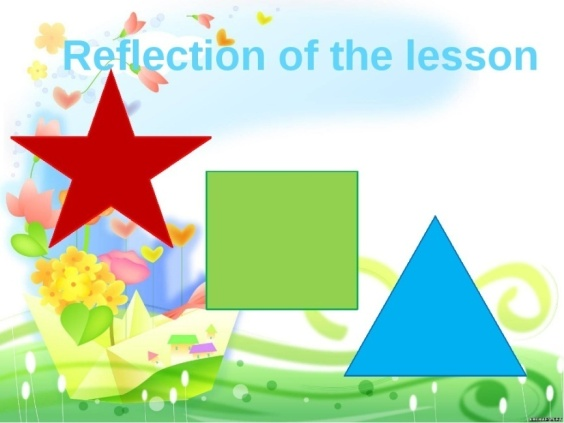 Reflection of the lesson